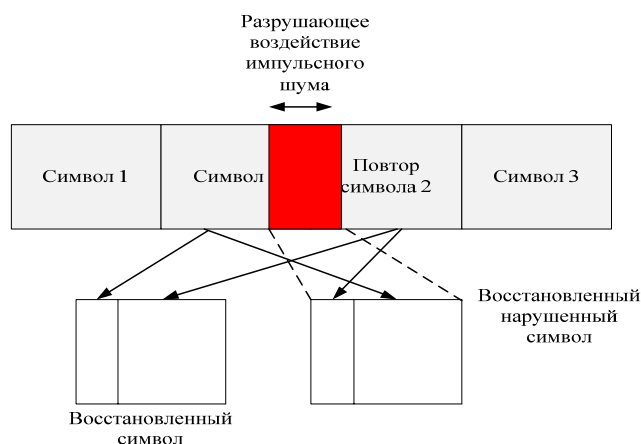 Разрушающее
воздействие
импульсного
шума
Символ 1
Символ
Повтор
символа 2
Символ 3
Восстановленный
нарушенный
символ
Восстановленный
символ